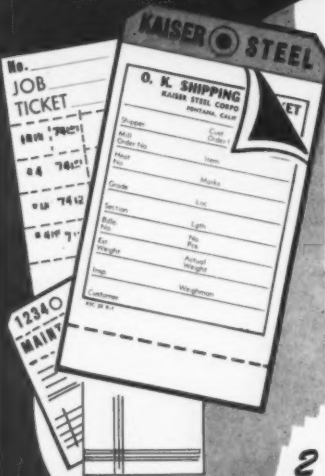 KAISER STEEL
O. K. SHIPPING
KET
KAISER STEEL CORPO
FONTANA, CALIF
Shipper
Cust. Order
Mill Order No
Item
Heat No
Marks
Grade
Loc
Section
Lgth
Bdle. No.
No Pcs
Est. Weight
Actual Weight
Insp.
Weighman
Customer
No.
JOB
TICKET
7412
12340
MAINT
2